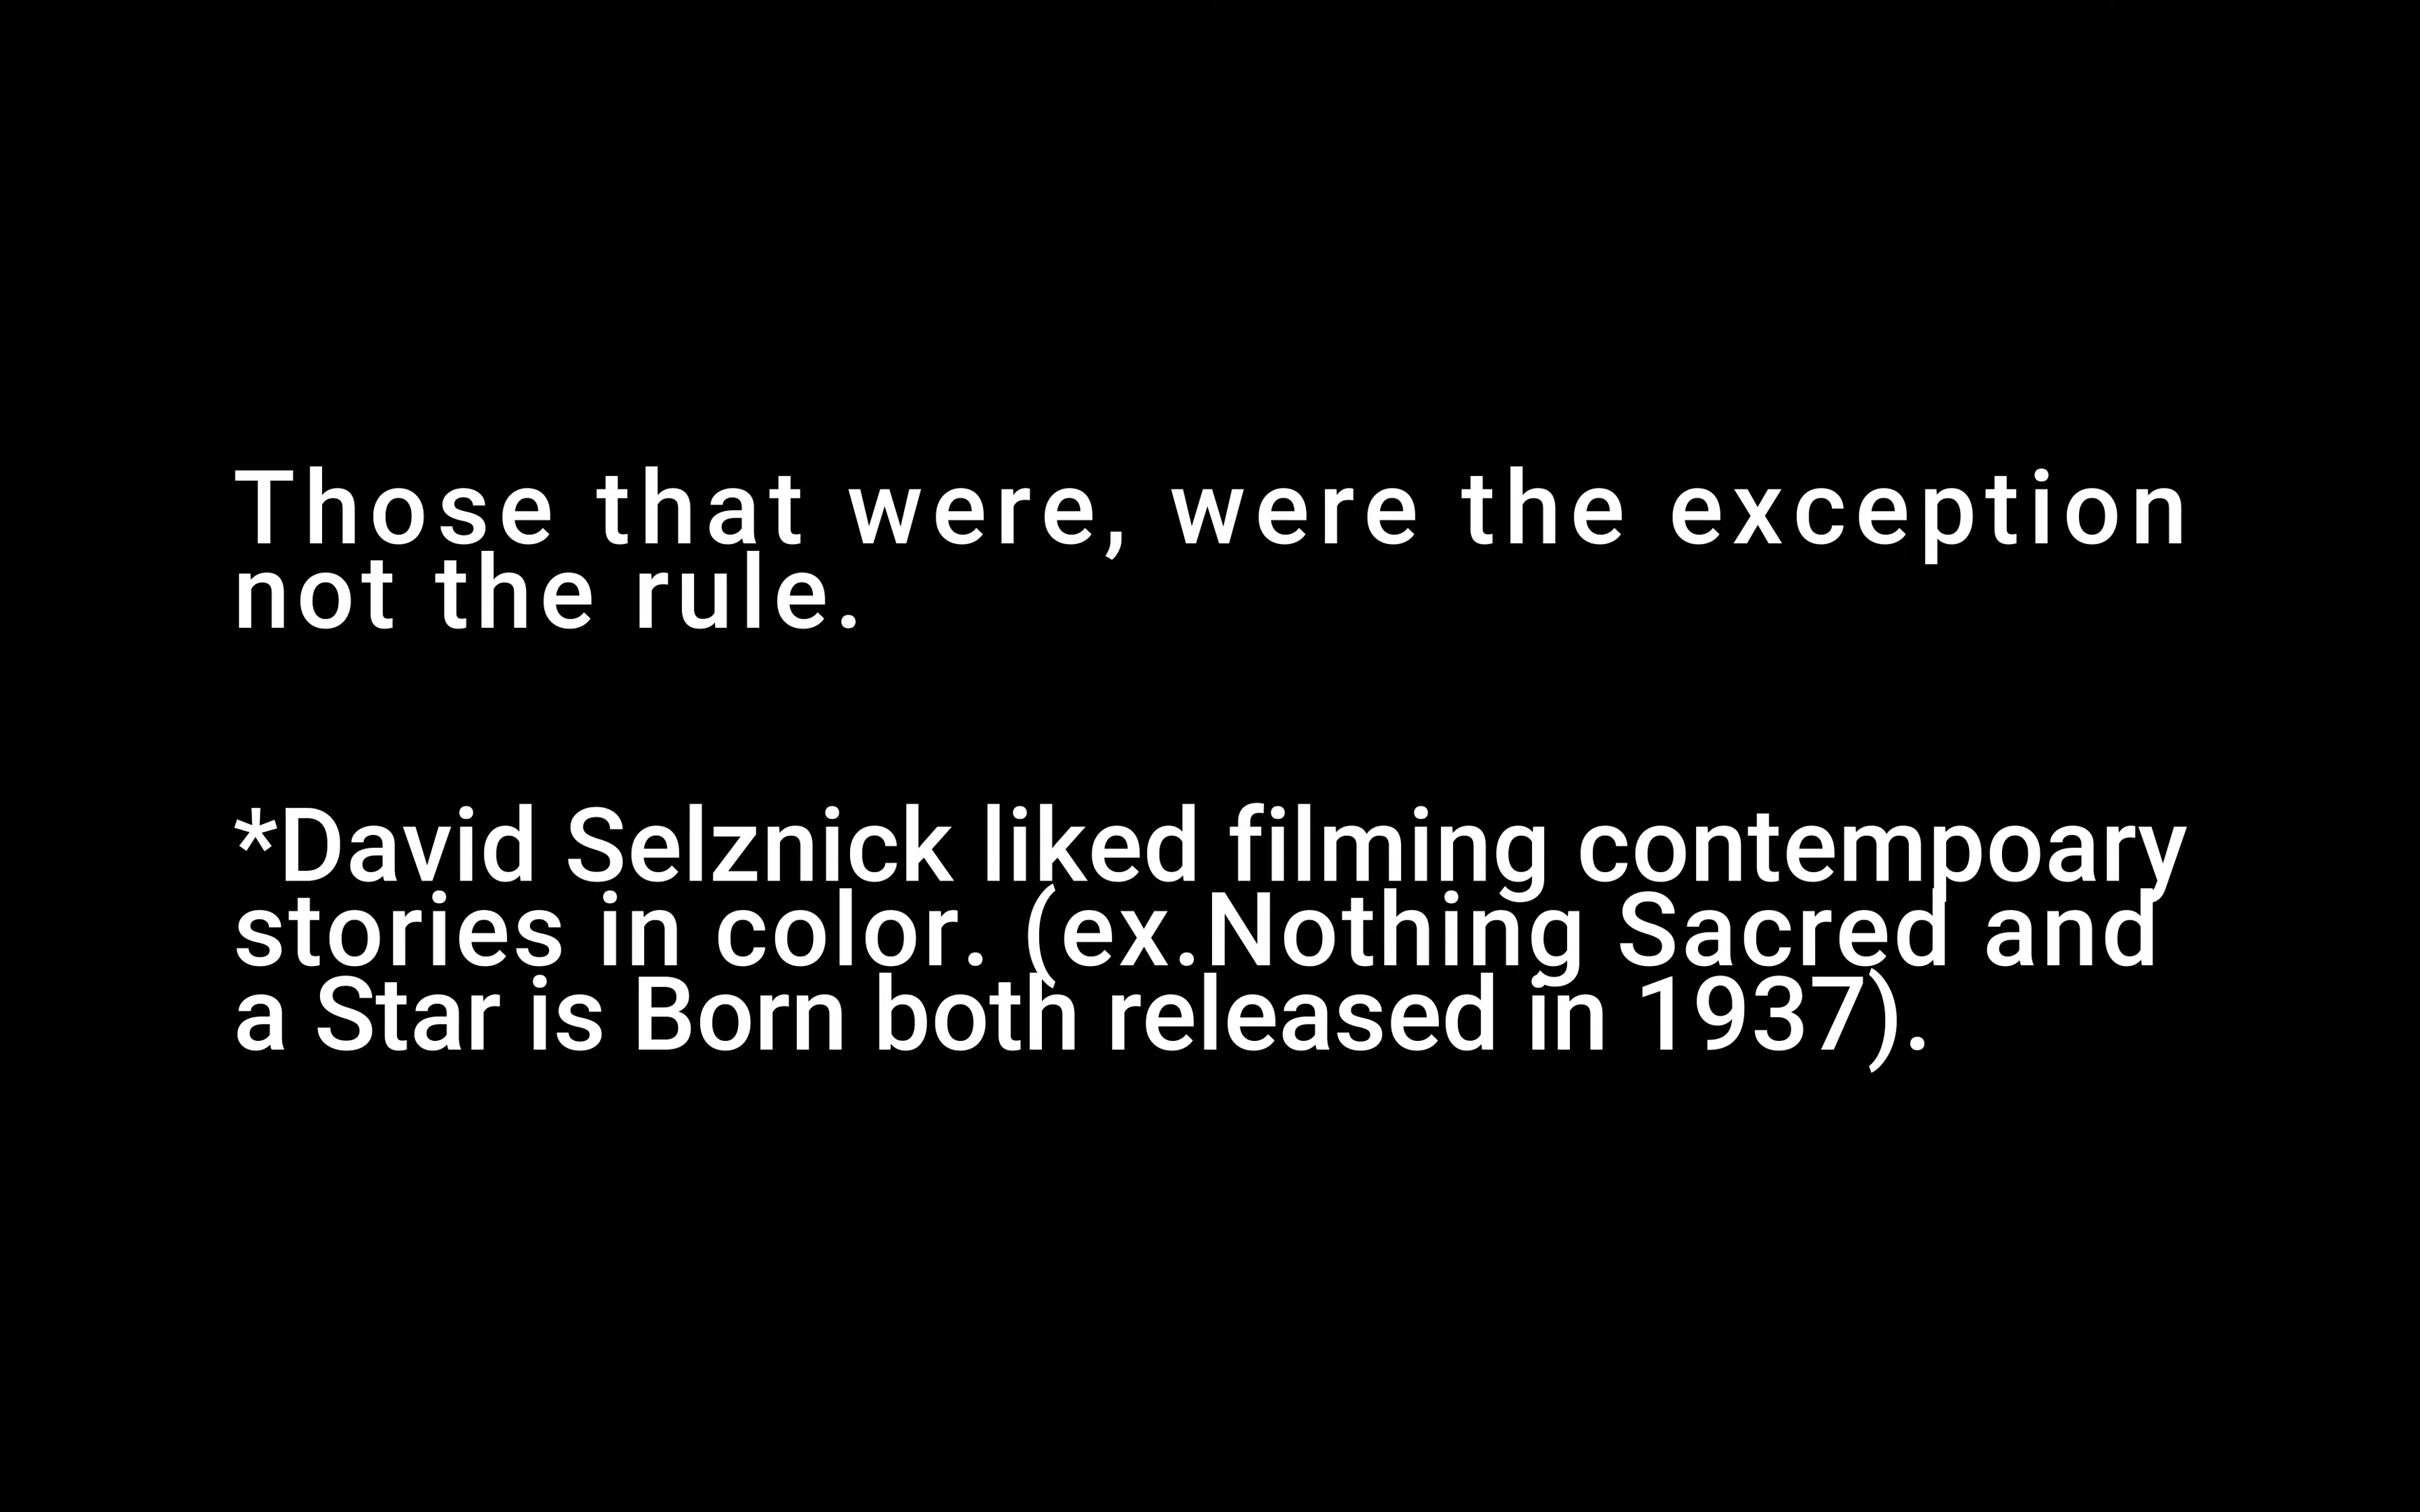 Those that were, were the exception
not the rule.
*David Selznick liked filming contempoary
stories in color. (ex.Nothing Sacred and
a Star is Born both released in 1937).